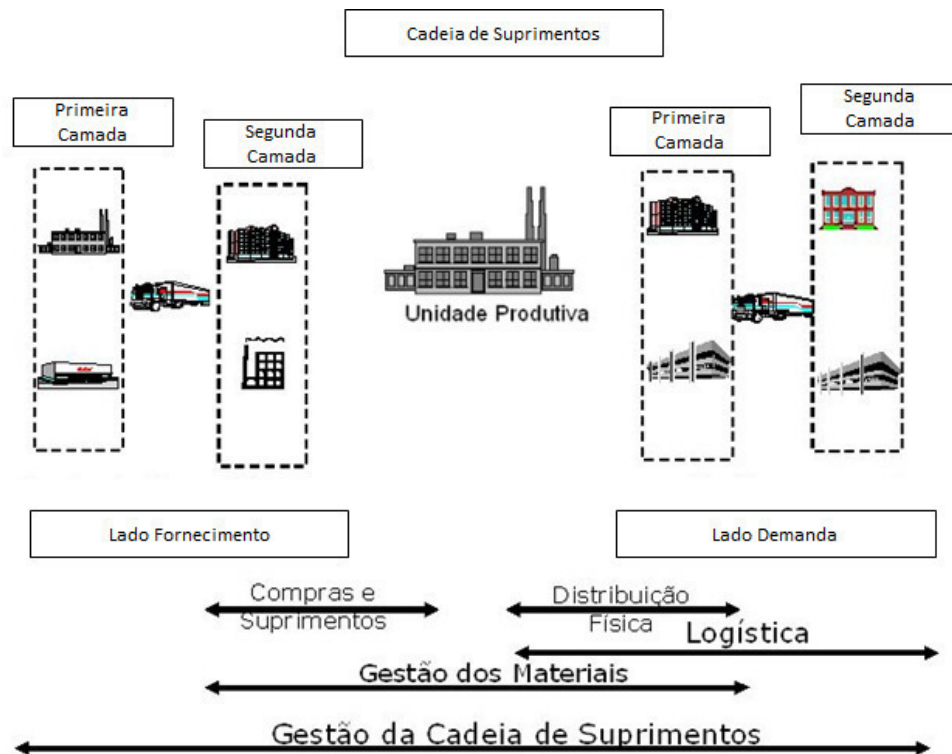 Cadeia de Suprimentos
Primeira
Camada
Segunda
Camada
Primeira
Camada
Segunda
Camada
Unidade Produtiva
Lado Fornecimento
Lado Demanda
Compras e
Suprimentos
Distribuição
Física
Logística
Gestão dos Materiais
Gestão da Cadeia de Suprimentos